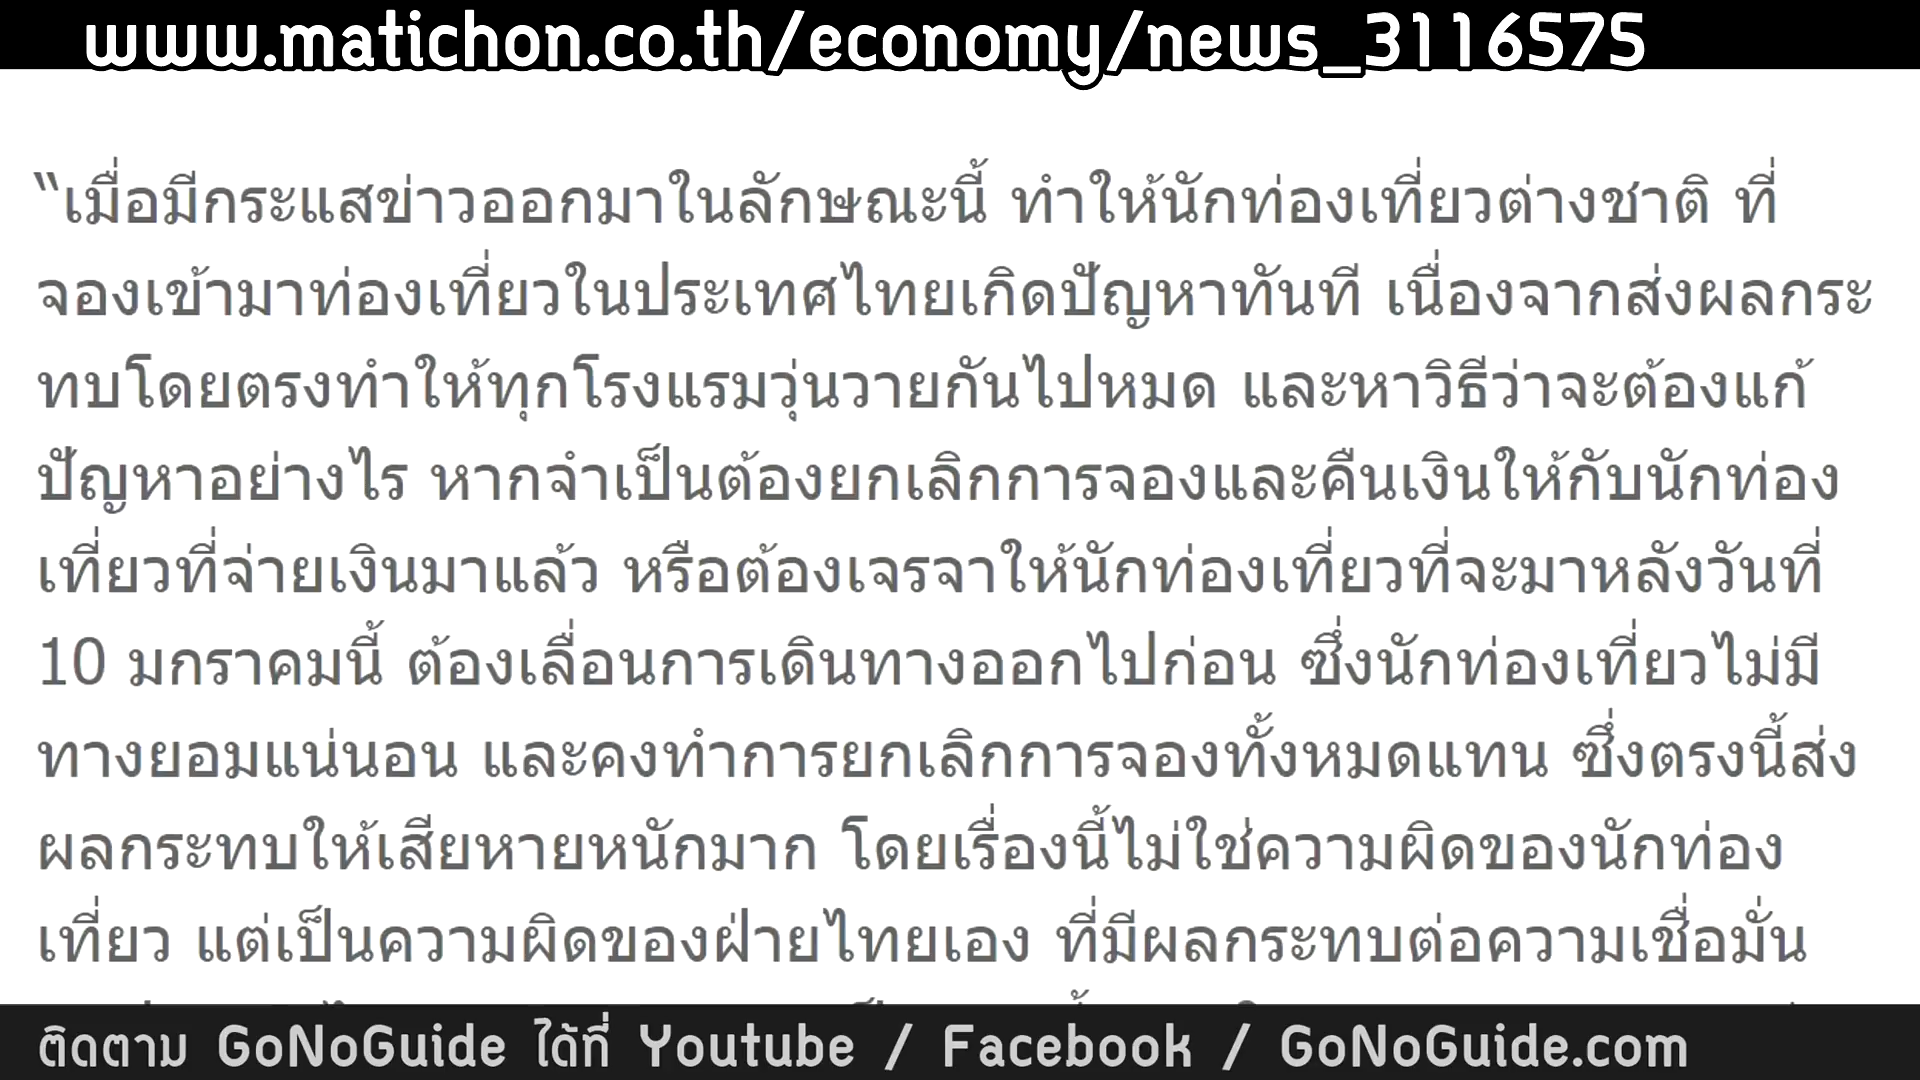 www.matichon.co.th/economy/news_3116575
“เมื่อมีกระแสข่าวออกมาในลักษณะนี้ ทำให้นักท่องเที่ยวต่างชาติ ที่
จองเข้ามาท่องเที่ยวในประเทศไทยเกิดปัญหาทันที เนื่องจากส่งผลกระ
ทบโดยตรงทำให้ทุกโรงแรมวุ่นวายกันไปหมด และหาวิธีว่าจะต้องแก้
ปัญหาอย่างไร หากจำเป็นต้องยกเลิกการจองและคืนเงินให้กับนักท่อง
เที่ยวที่จ่ายเงินมาแล้ว หรือต้องเจรจาให้นักท่องเที่ยวที่จะมาหลังวันที่
10 มกราคมนี้ ต้องเลื่อนการเดินทางออกไปก่อน ซึ่งนักท่องเที่ยวไม่มี
ทางยอมแน่นอน และคงทำการยกเลิกการจองทั้งหมดแทน ซึ่งตรงนี้ส่ง
ผลกระทบให้เสียหายหนักมาก โดยเรื่องนี้ไม่ใช่ความผิดของนักท่อง
เที่ยว แต่เป็นความผิดของฝ่ายไทยเอง ที่มีผลกระทบต่อความเชื่อมั่น
ติดตาม GoNoGuide ได้ที่ Youtube / Facebook / GoNoGuide.com